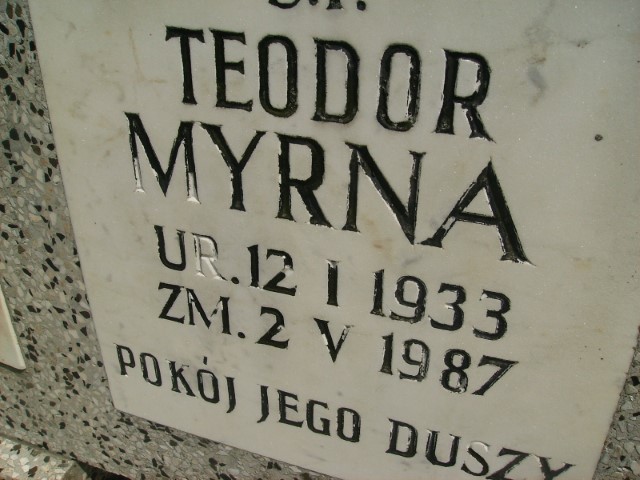 Ś.P.
TEODOR
MYRNA
UR. 12 I 1933
ZM. 2 V 1987
POKÓJ JEGO DUSZY